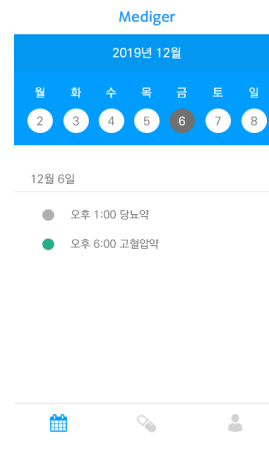 Mediger
2019년 12월
월 화 수 목 금 토 일
2 3 4 5 6 7 8
12월 6일
오후 1:00 당뇨약
오후 6:00 고혈압약